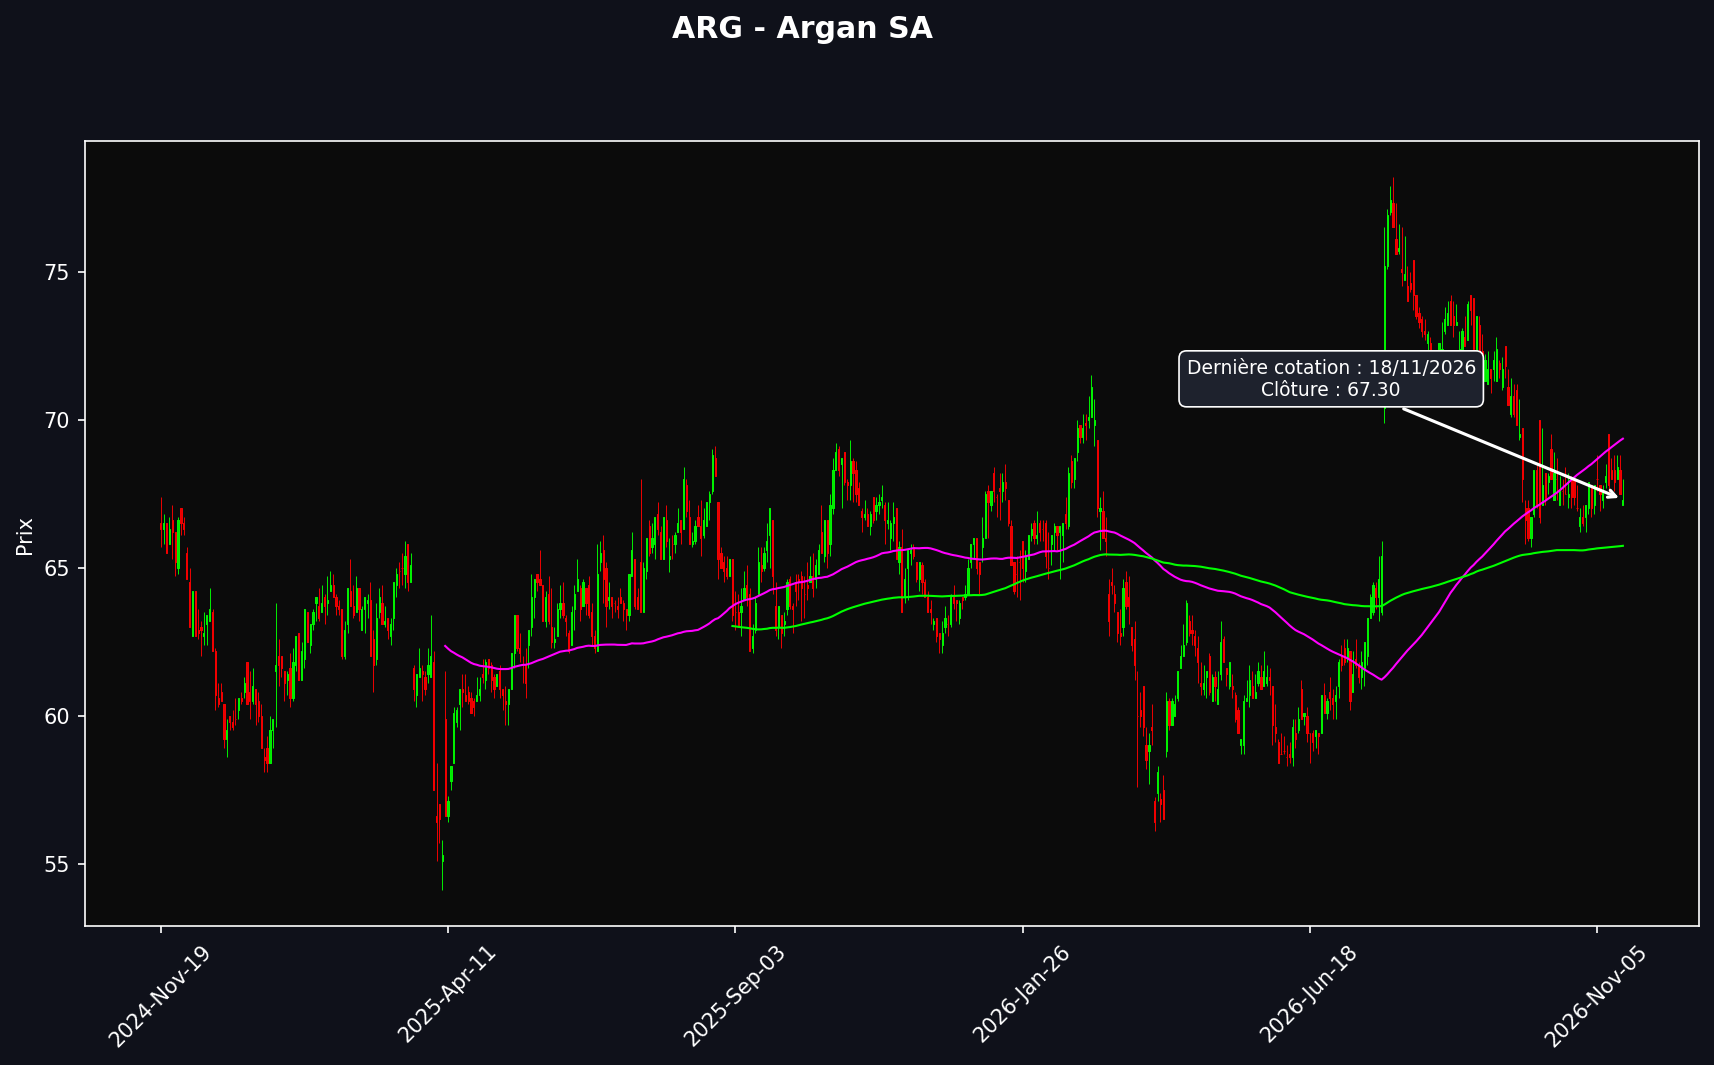 ARG - Argan SA
Prix
75
70
65
60
55
Dernière cotation : 18/11/2026
Clôture : 67.30
2024-Nov-19
2025-Apr-11
2025-Sep-03
2026-Jan-26
2026-Jun-18
2026-Nov-05